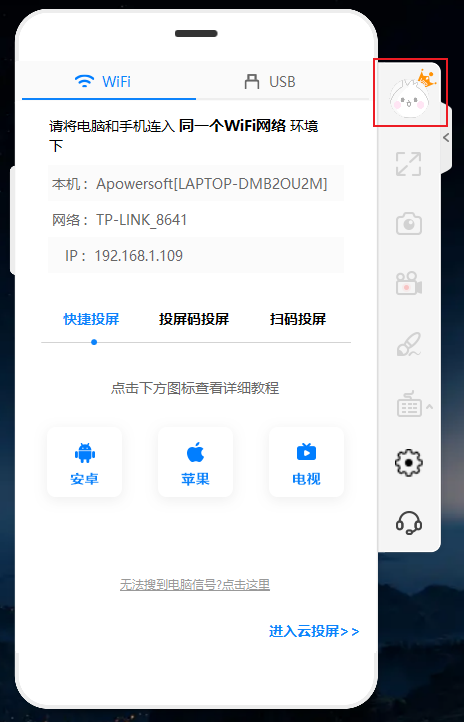 WiFi
USB
请将电脑和手机连入 同一个WiFi网络 环境
下
本机： Apowersoft[LAPTOP-DMB2OU2M]
网络： TP-LINK_8641
IP： 192.168.1.109
快捷投屏 投屏码投屏 扫码投屏
点击下方图标查看详细教程
安卓 苹果 电视
无法搜到电脑信号?点击这里
进入云投屏>>